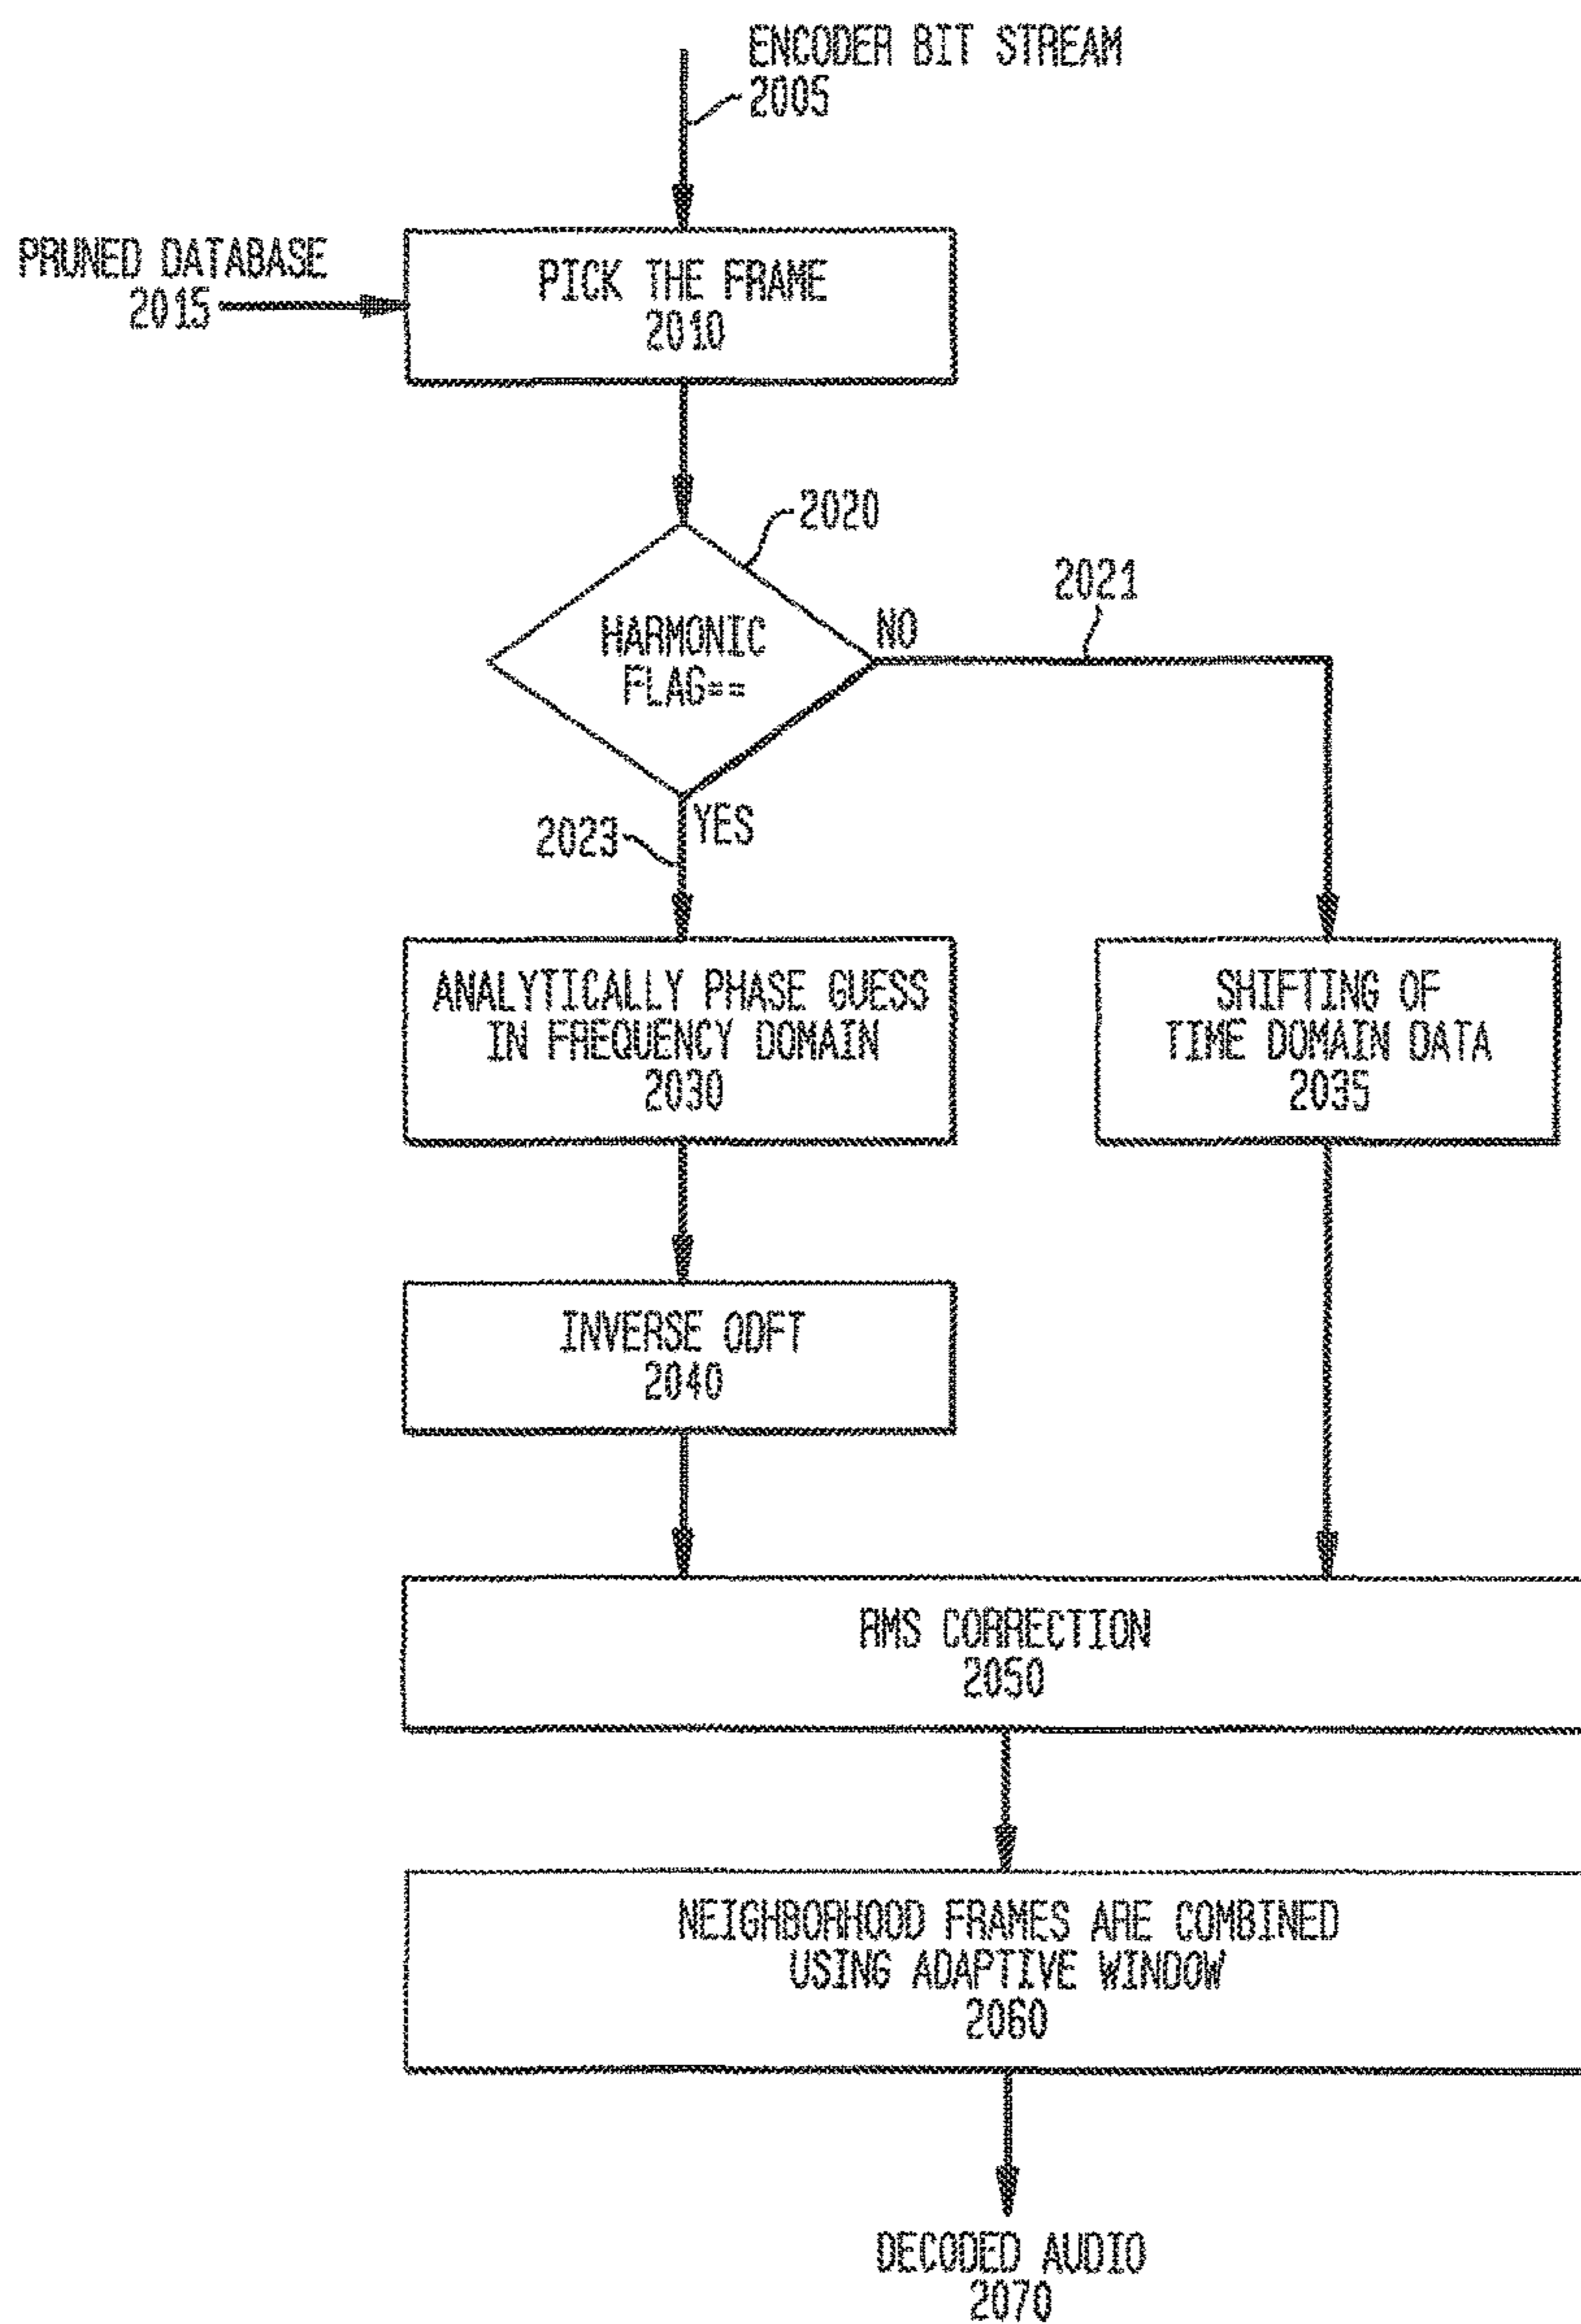 ENCODER BIT STREAM
2005
PRUNED DATABASE
2015
PICK THE FRAME
2010
2020
2021
HARMONIC
FLAG==
NO
YES
2023
ANALYTICALLY PHASE GUESS
IN FREQUENCY DOMAIN
2030
SHIFTING OF
TIME DOMAIN DATA
2035
INVERSE ODFT
2040
RMS CORRECTION
2050
NEIGHBORHOOD FRAMES ARE COMBINED
USING ADAPTIVE WINDOW
2060
DECODED AUDIO
2070